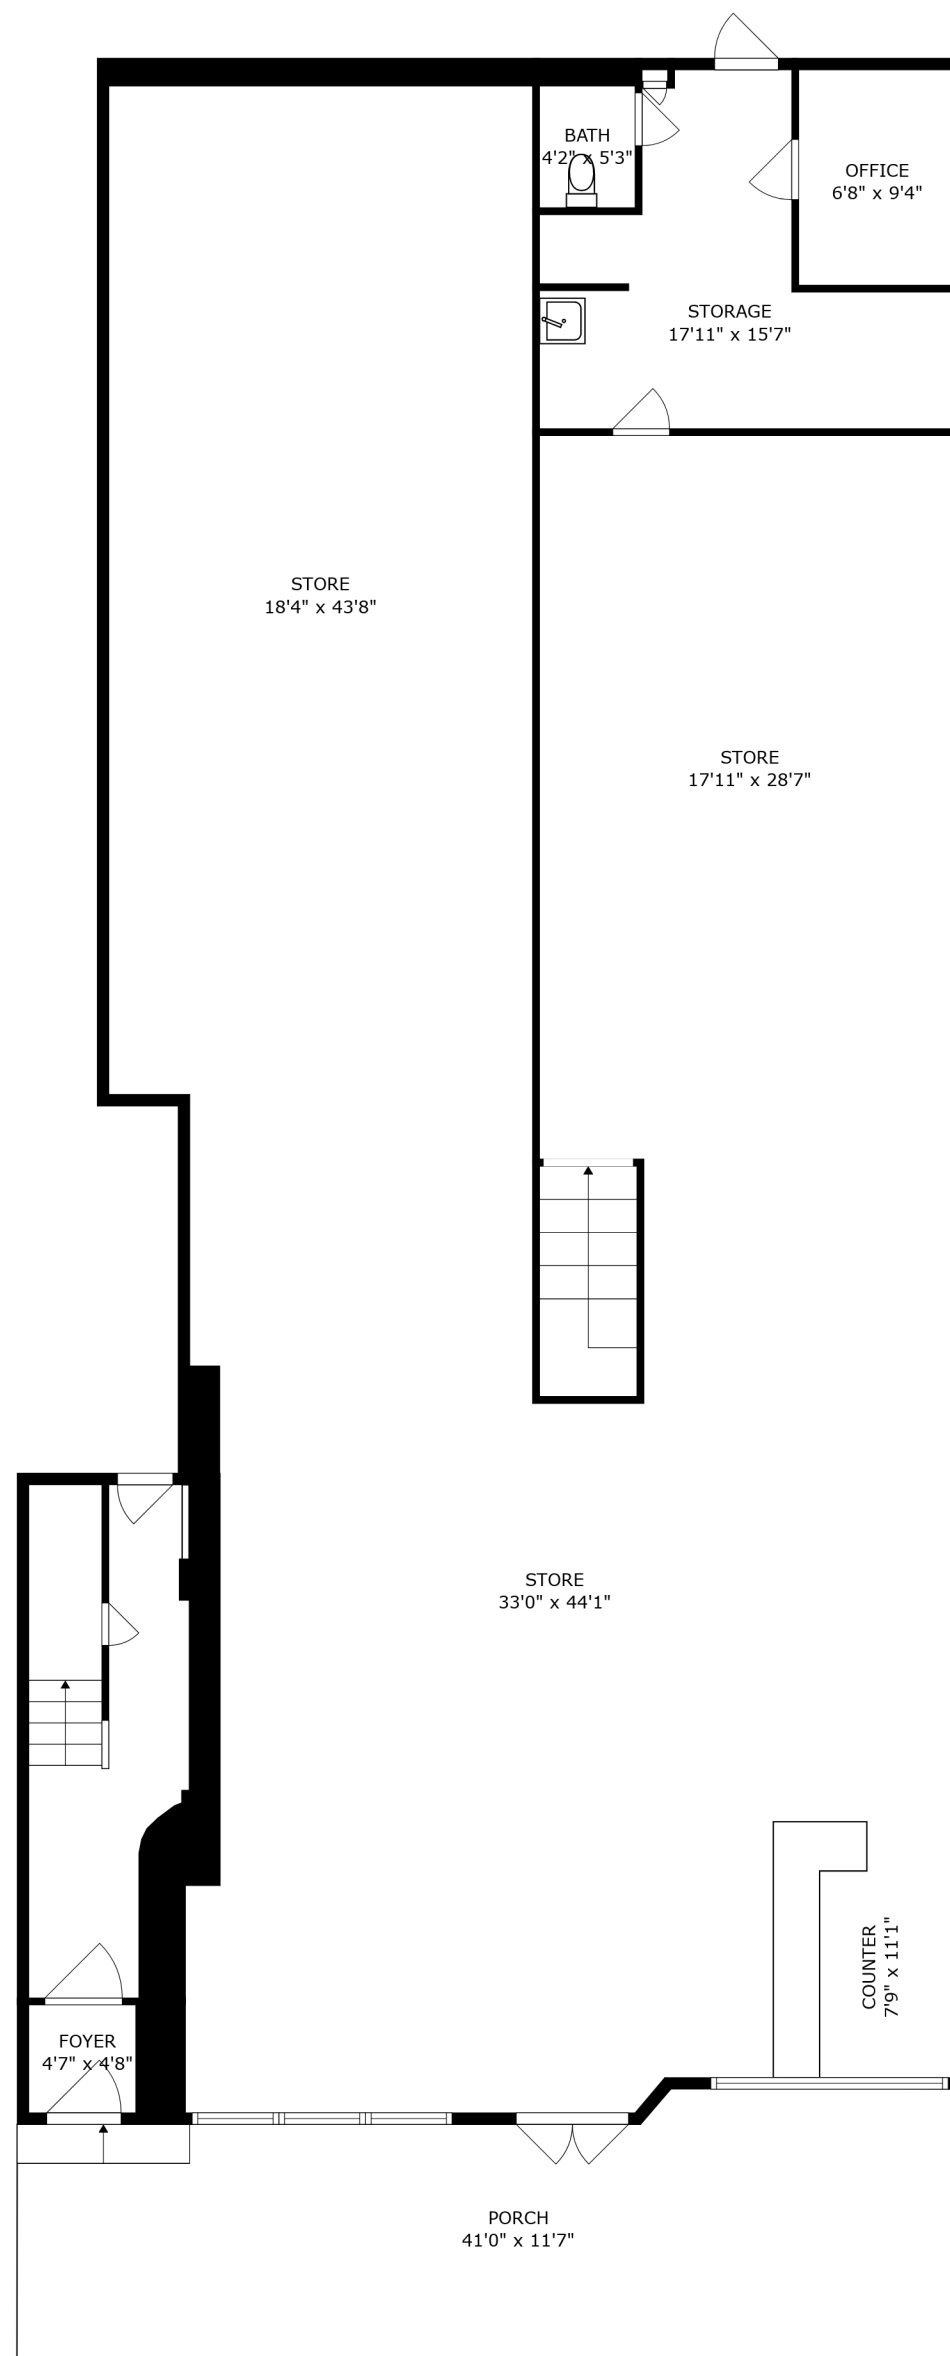 BATH
4'2" x 5'3"
OFFICE
6'8" x 9'4"
STORAGE
17'11" x 15'7"
STORE
18'4" x 43'8"
STORE
17'11" x 28'7"
STORE
33'0" x 44'1"
COUNTER
7'9" x 11'1"
FOYER
4'7" x 4'8"
PORCH
41'0" x 11'7"